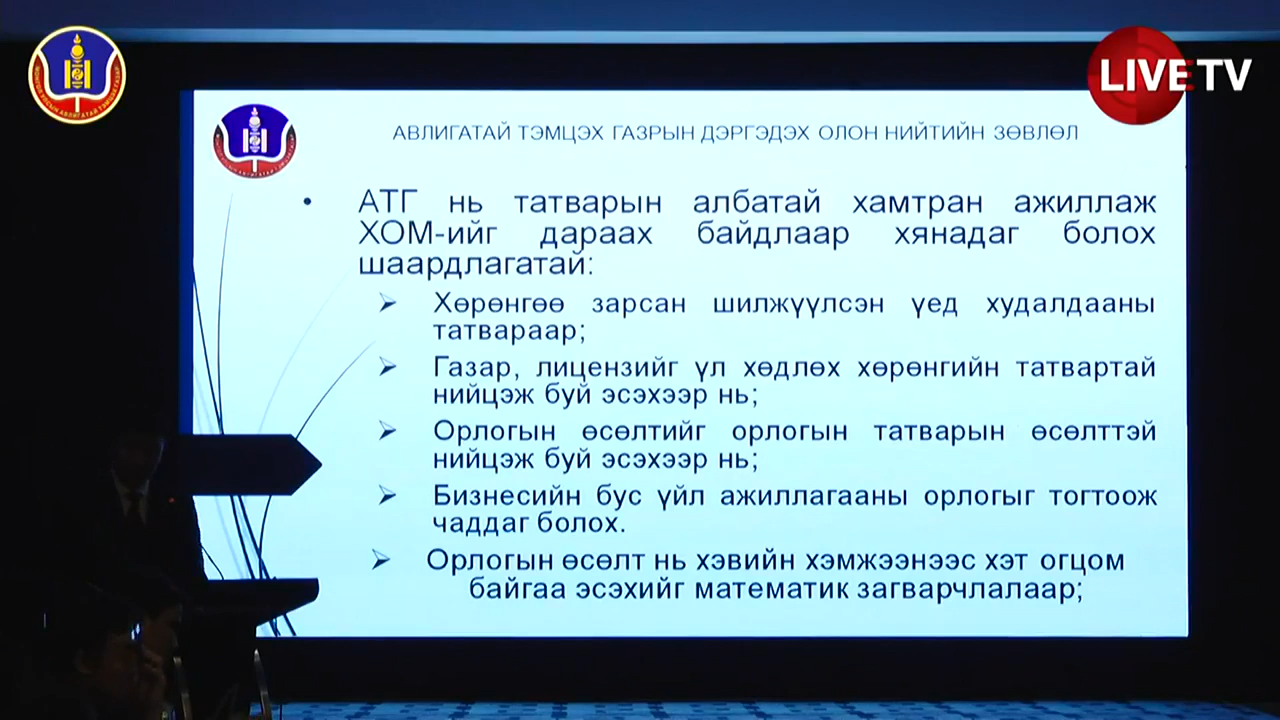 LIVE TV
АВЛИГАТАЙ ТЭМЦЭХ ГАЗРЫН ДЭРГЭДЭХ ОЛОН НИЙТИЙН ЗӨВЛӨЛ
• АТГ нь татварын албатай хамтран ажиллаж
ХОМ-ийг дараах байдлаар хянадаг болох
шаардлагатай:
➢ Хөрөнгөө зарсан шилжүүлсэн үед худалдааны
татвараар;
➢ Газар, лицензийг үл хөдлөх хөрөнгийн татвартай
нийцэж буй эсэхээр нь;
➢ Орлогын өсөлтийг орлогын татварын өсөлттэй
нийцэж буй эсэхээр нь;
➢ Бизнесийн бус үйл ажиллагааны орлогыг тогтоож
чаддаг болох.
➢ Орлогын өсөлт нь хэвийн хэмжээнээс хэт огцом
байгаа эсэхийг математик загварчлалаар;